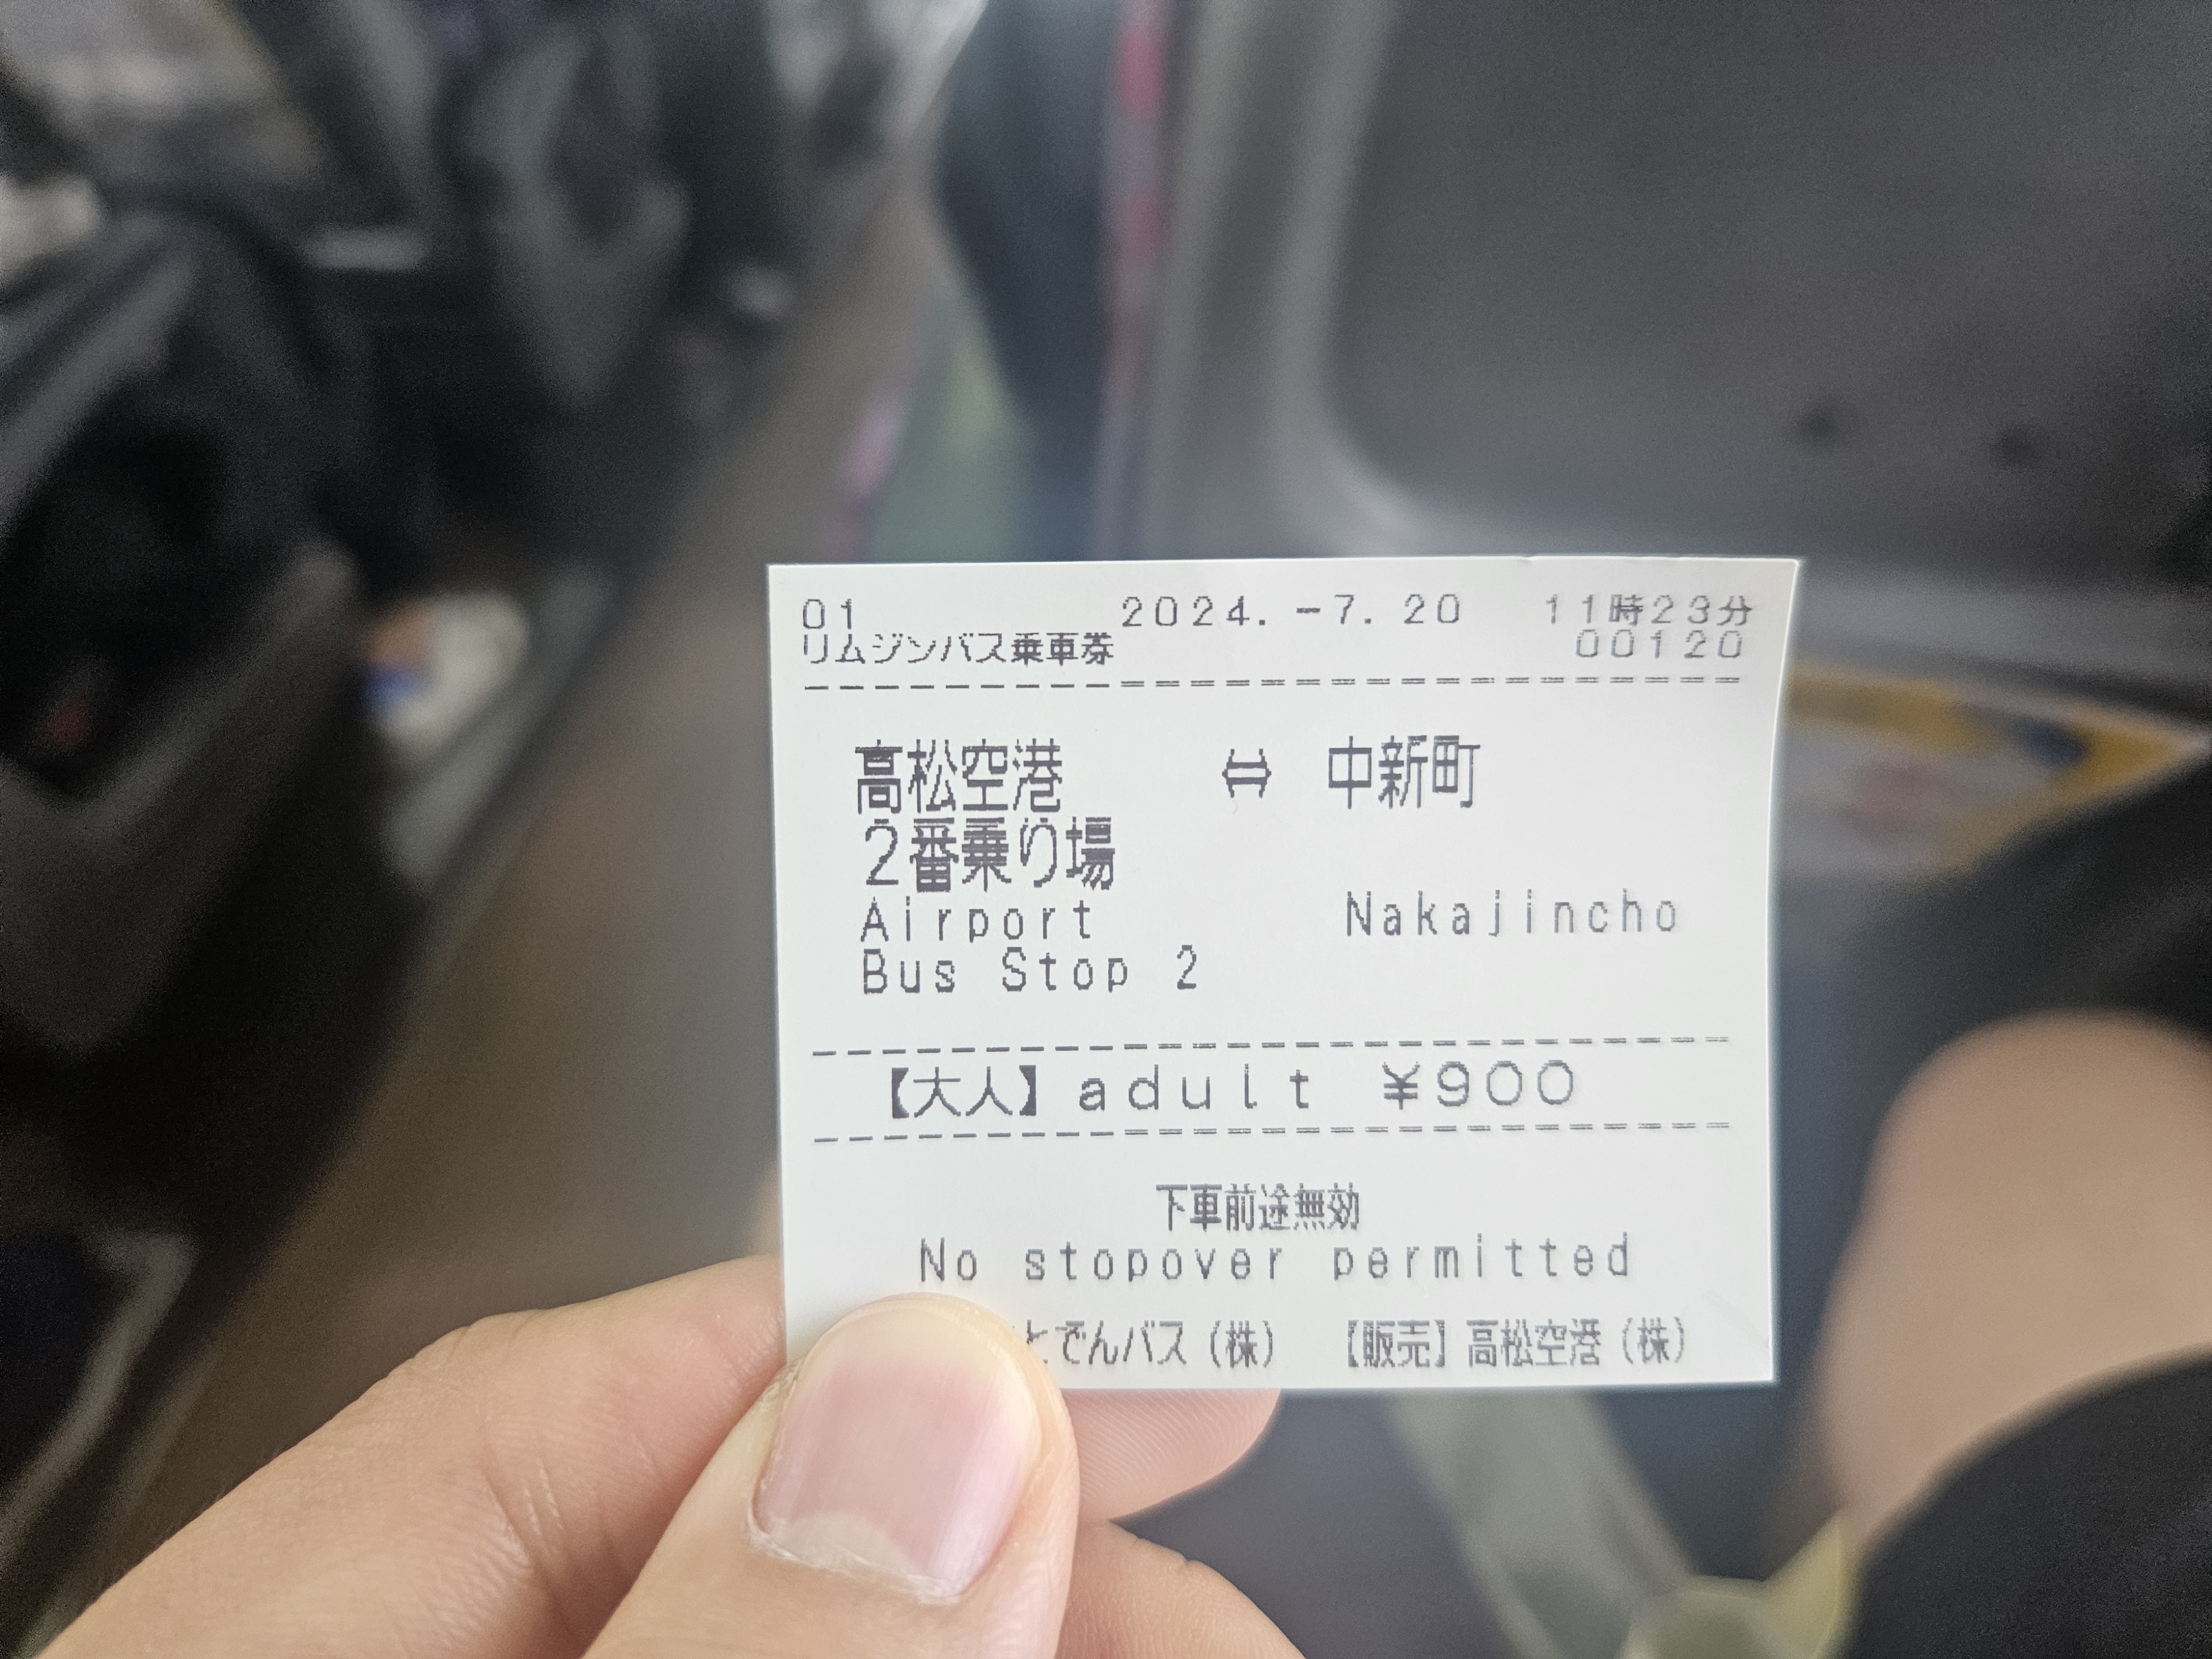 01 2024.-7.20 11時23分
リムジンバス乗車券 00120
高松空港 ⇔ 中新町
2番乗り場
Airport Nakajincho
Bus Stop 2
【大人】adult ¥900
下車前途無効
No stopover permitted
とでんバス(株) 【販売】高松空港(株)